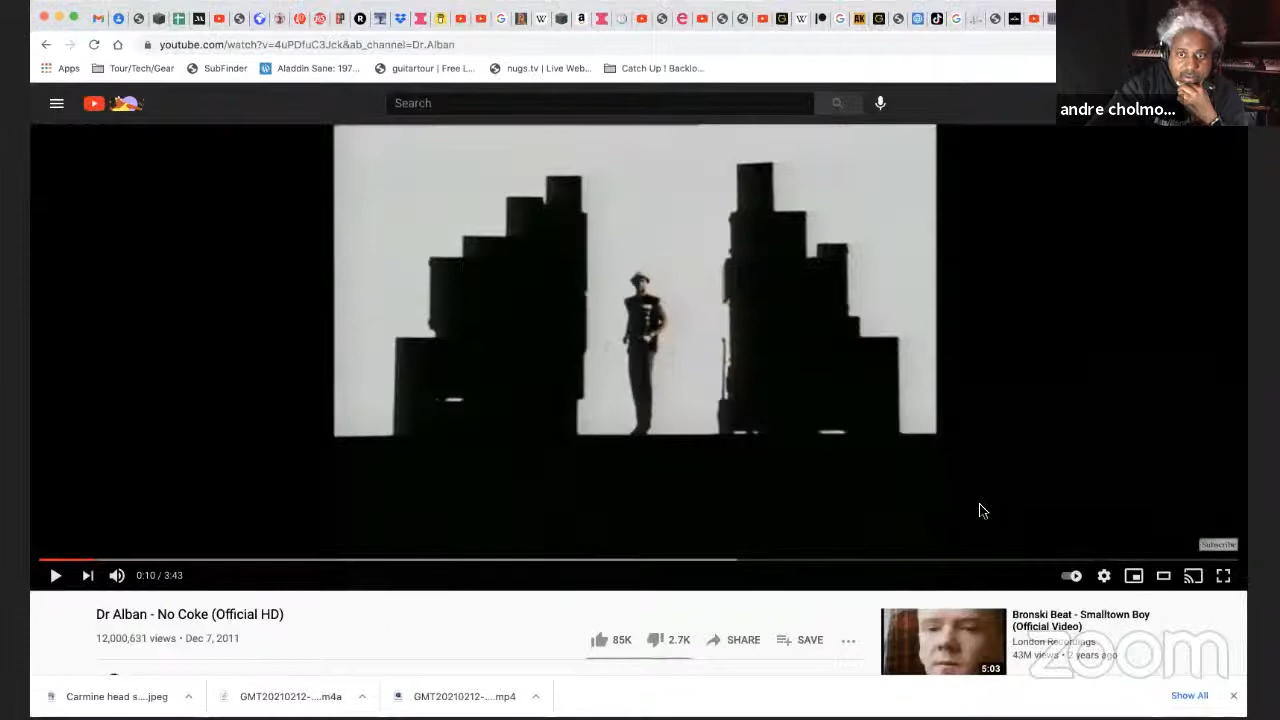 youtube.com/watch?v=4uPDfuC3Jck&ab_channel=Dr.Alban
Apps Tour/Tech/Gear SubFinder Aladdin Sane: 197... guitartour | Free L... nugs.tv | Live Web... Catch Up ! Backlo...
andre cholmo...
Search
Subscribe
0:10 / 3:43
Dr Alban - No Coke (Official HD)
12,000,631 views • Dec 7, 2011
85K 2.7K SHARE SAVE
Bronski Beat - Smalltown Boy
(Official Video)
London Recordings
43M views • 2 years ago
5:03
zoom
Carmine head s....jpeg GMT20210212-....m4a GMT20210212-....mp4 Show All